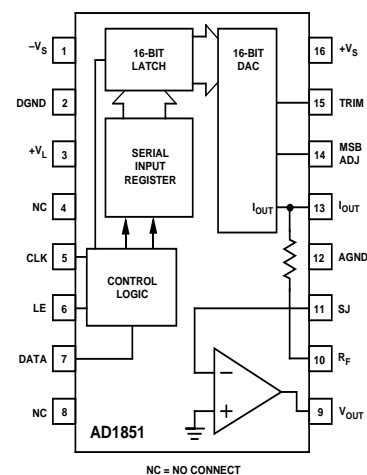 –VS 1
DGND 2
+VL 3
NC 4
CLK 5
LE 6
DATA 7
NC 8
16-BIT
LATCH
16-BIT
DAC
SERIAL
INPUT
REGISTER
CONTROL
LOGIC
IOUT
–
+
AD1851
16 +VS
15 TRIM
14 MSB
ADJ
13 IOUT
12 AGND
11 SJ
10 RF
9 VOUT
NC = NO CONNECT